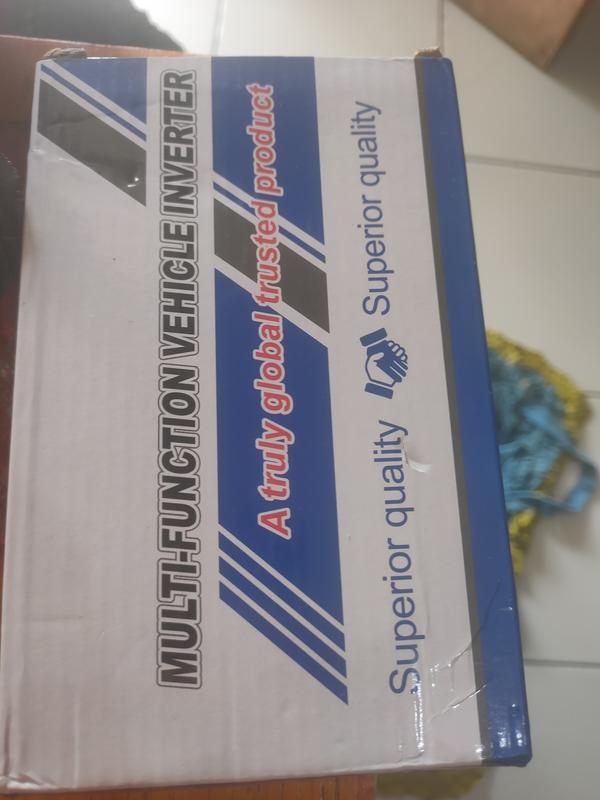 MULTI-FUNCTION VEHICLE INVERTER
A truly global trusted product
Superior quality Superior quality